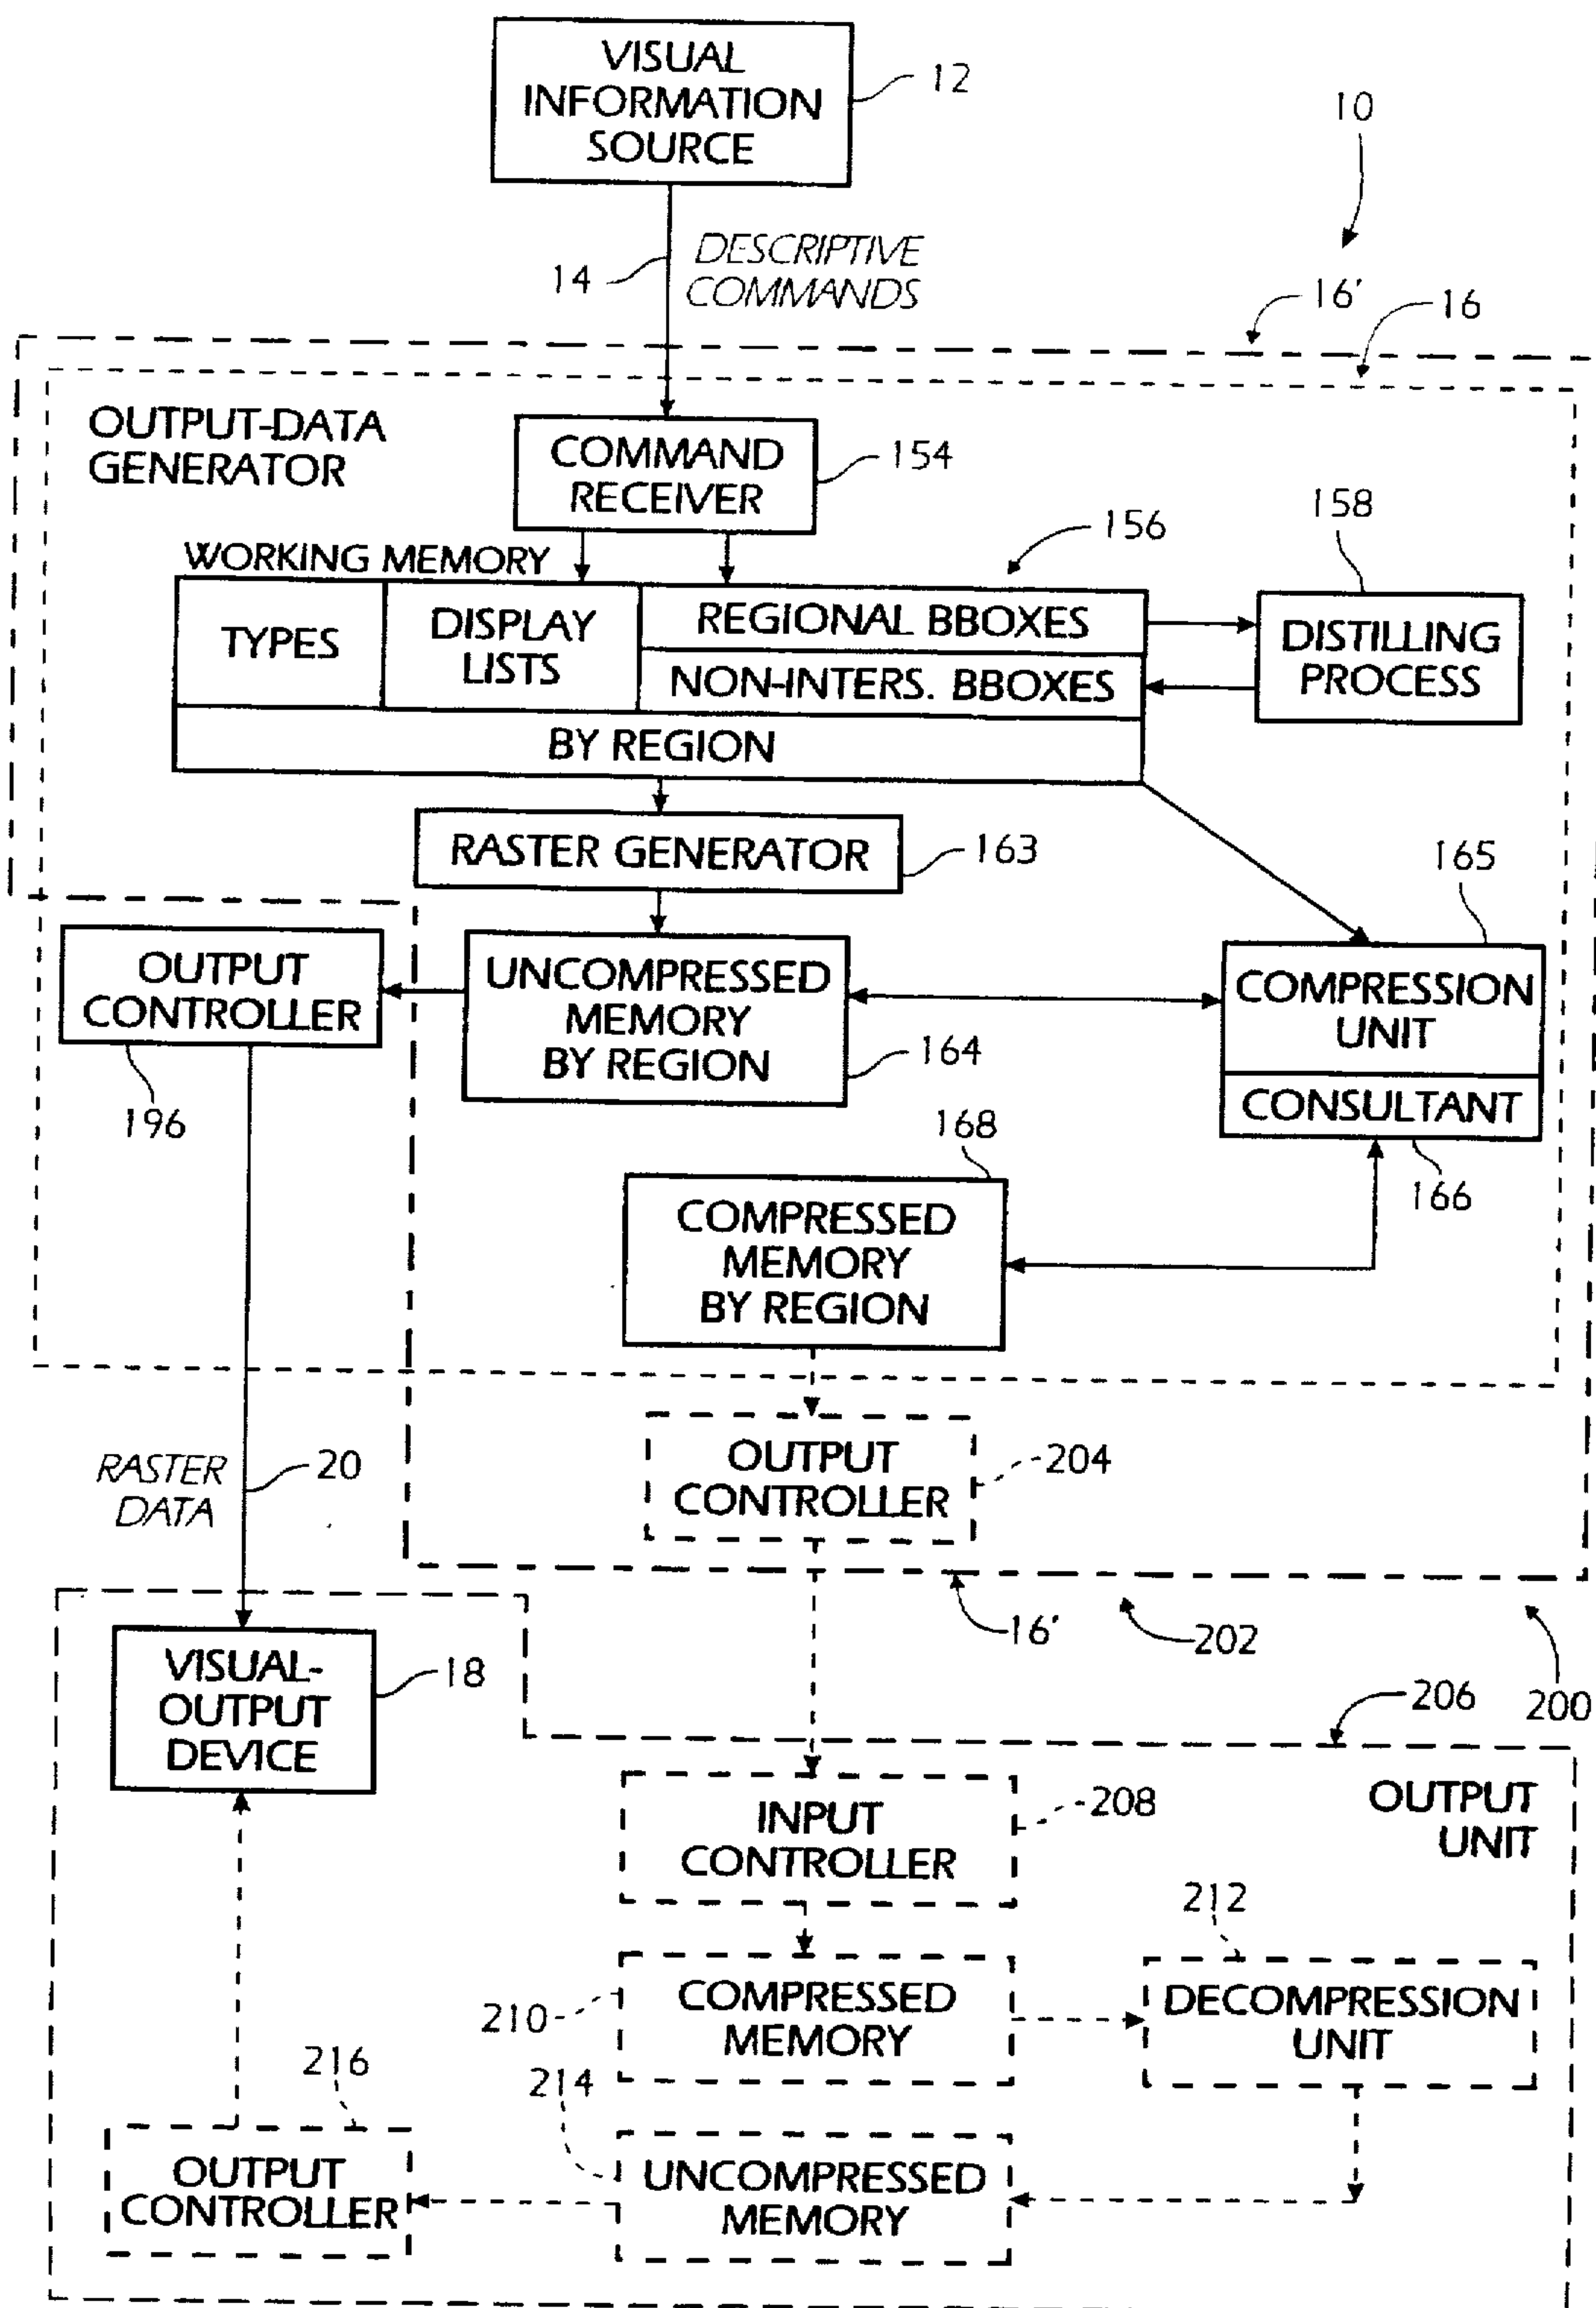 VISUAL
INFORMATION
SOURCE
12
10
DESCRIPTIVE
COMMANDS
14
16′
16
OUTPUT-DATA
GENERATOR
COMMAND
RECEIVER
154
156
158
WORKING MEMORY
TYPES
DISPLAY
LISTS
REGIONAL BBOXES
NON-INTERS. BBOXES
BY REGION
DISTILLING
PROCESS
RASTER GENERATOR
163
165
OUTPUT
CONTROLLER
196
UNCOMPRESSED
MEMORY
BY REGION
164
COMPRESSION
UNIT
CONSULTANT
166
168
COMPRESSED
MEMORY
BY REGION
OUTPUT
CONTROLLER
204
RASTER
DATA
20
16′
202
200
206
VISUAL-
OUTPUT
DEVICE
18
OUTPUT
UNIT
INPUT
CONTROLLER
208
212
210
COMPRESSED
MEMORY
DECOMPRESSION
UNIT
216
214
OUTPUT
CONTROLLER
UNCOMPRESSED
MEMORY